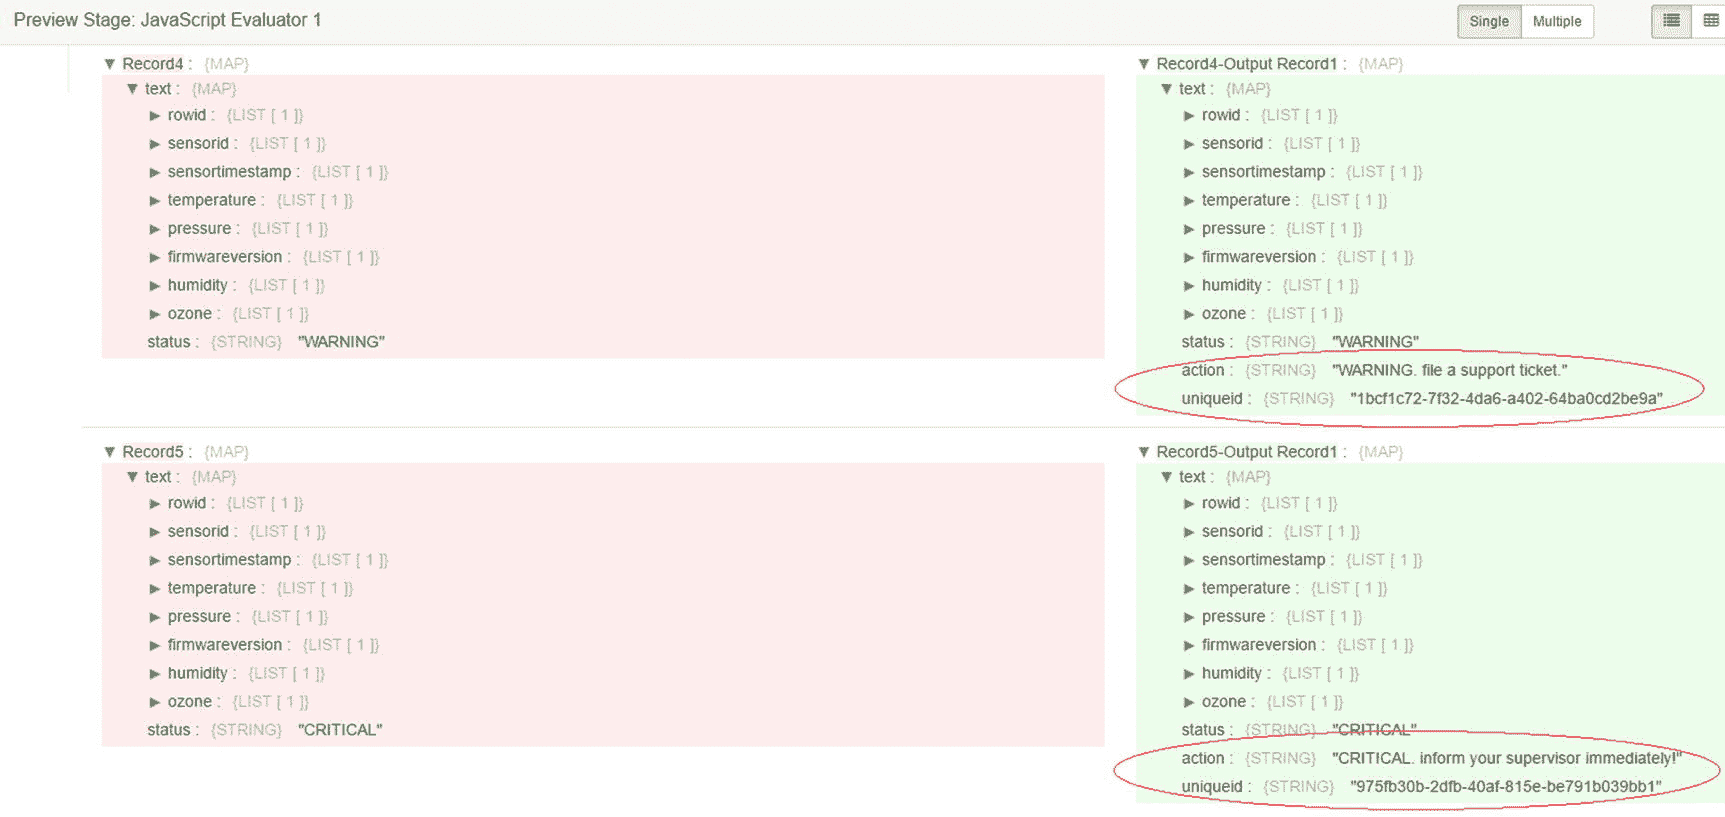 Preview Stage: JavaScript Evaluator 1
Single Multiple
Record4 : {MAP}
text : {MAP}
rowid : {LIST [ 1 ]}
sensorid : {LIST [ 1 ]}
sensortimestamp : {LIST [ 1 ]}
temperature : {LIST [ 1 ]}
pressure : {LIST [ 1 ]}
firmwareversion : {LIST [ 1 ]}
humidity : {LIST [ 1 ]}
ozone : {LIST [ 1 ]}
status : {STRING} "WARNING"
Record4-Output Record1 : {MAP}
text : {MAP}
rowid : {LIST [ 1 ]}
sensorid : {LIST [ 1 ]}
sensortimestamp : {LIST [ 1 ]}
temperature : {LIST [ 1 ]}
pressure : {LIST [ 1 ]}
firmwareversion : {LIST [ 1 ]}
humidity : {LIST [ 1 ]}
ozone : {LIST [ 1 ]}
status : {STRING} "WARNING"
action : {STRING} "WARNING. file a support ticket."
uniqueid : {STRING} "1bcf1c72-7f32-4da6-a402-64ba0cd2be9a"
Record5 : {MAP}
text : {MAP}
rowid : {LIST [ 1 ]}
sensorid : {LIST [ 1 ]}
sensortimestamp : {LIST [ 1 ]}
temperature : {LIST [ 1 ]}
pressure : {LIST [ 1 ]}
firmwareversion : {LIST [ 1 ]}
humidity : {LIST [ 1 ]}
ozone : {LIST [ 1 ]}
status : {STRING} "CRITICAL"
Record5-Output Record1 : {MAP}
text : {MAP}
rowid : {LIST [ 1 ]}
sensorid : {LIST [ 1 ]}
sensortimestamp : {LIST [ 1 ]}
temperature : {LIST [ 1 ]}
pressure : {LIST [ 1 ]}
firmwareversion : {LIST [ 1 ]}
humidity : {LIST [ 1 ]}
ozone : {LIST [ 1 ]}
status : {STRING} "CRITICAL"
action : {STRING} "CRITICAL. inform your supervisor immediately!"
uniqueid : {STRING} "975fb30b-2dfb-40af-815e-be791b039bb1"